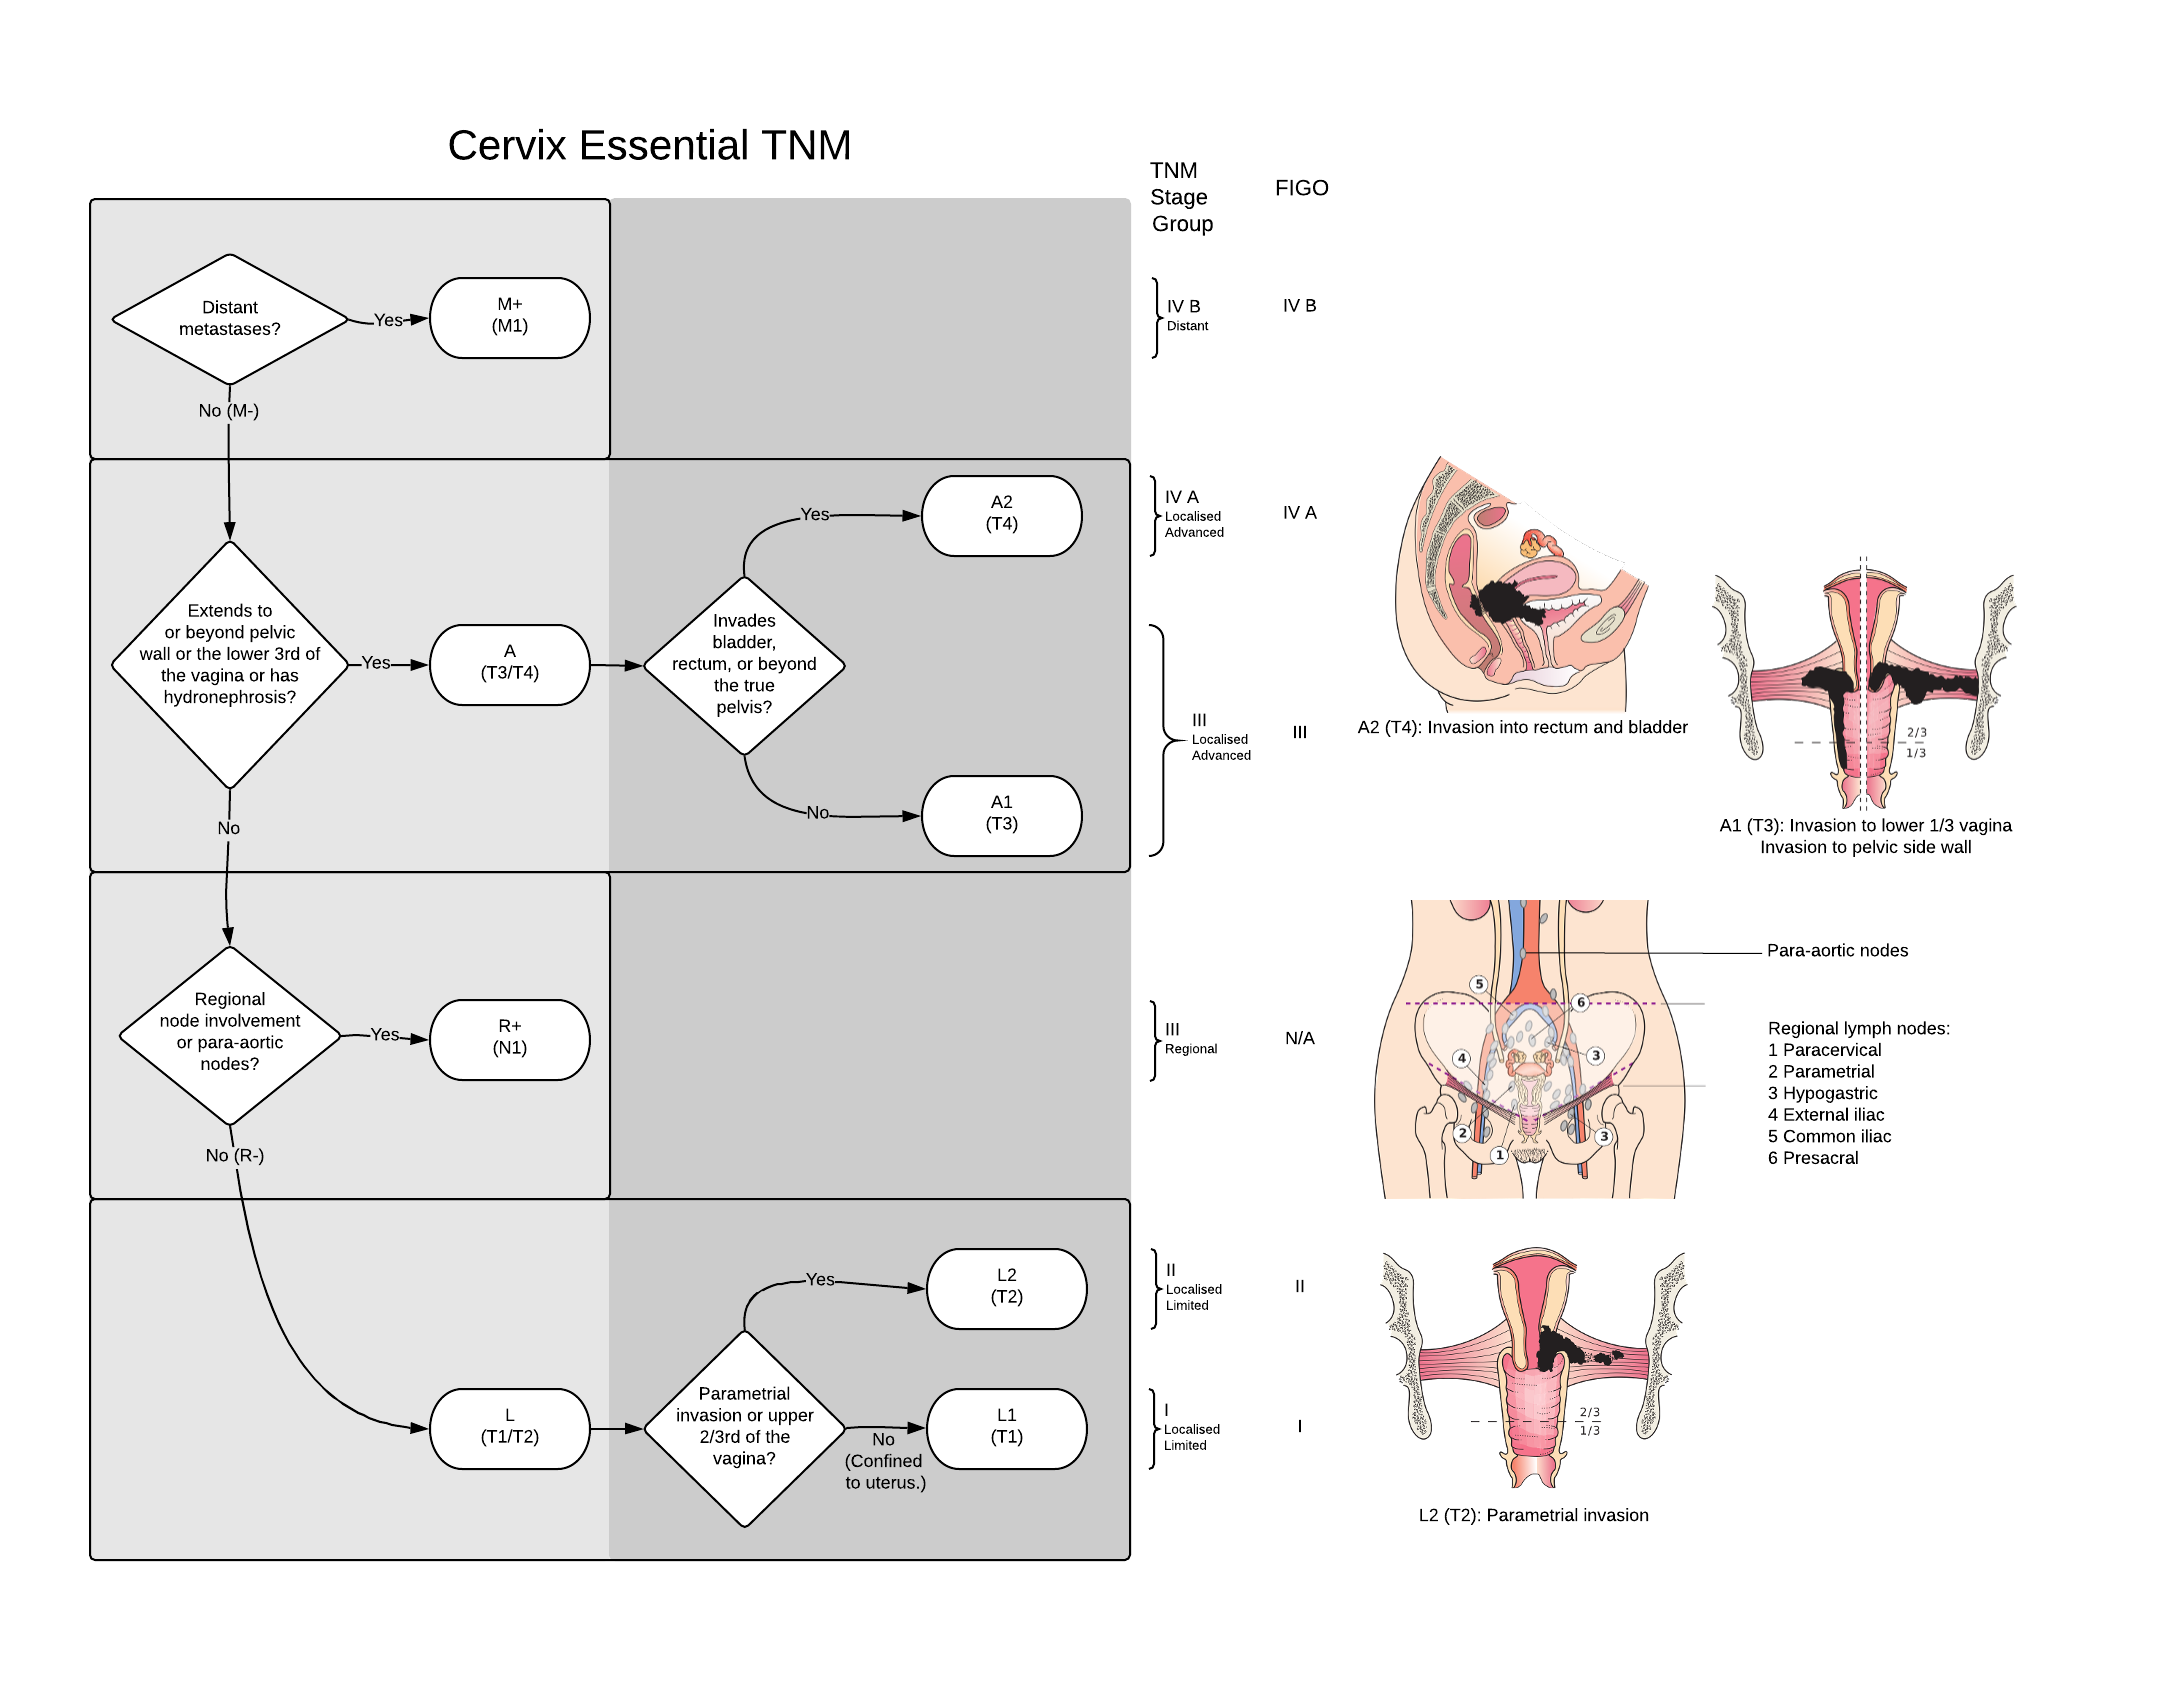 Cervix Essential TNM
TNM
Stage
Group
FIGO
Distant
metastases?
Yes
M+
(M1)
No (M-)
IV B
Distant
IV B
Extends to
or beyond pelvic
wall or the lower 3rd of
the vagina or has
hydronephrosis?
Yes
A
(T3/T4)
Invades
bladder,
rectum, or beyond
the true
pelvis?
Yes
A2
(T4)
No
A1
(T3)
No
IV A
Localised
Advanced
IV A
III
Localised
Advanced
III
A2 (T4): Invasion into rectum and bladder
2/3
1/3
A1 (T3): Invasion to lower 1/3 vagina
Invasion to pelvic side wall
Regional
node involvement
or para-aortic
nodes?
Yes
R+
(N1)
No (R-)
III
Regional
N/A
5
6
4
3
2
3
1
Para-aortic nodes
Regional lymph nodes:
1 Paracervical
2 Parametrial
3 Hypogastric
4 External iliac
5 Common iliac
6 Presacral
L
(T1/T2)
Parametrial
invasion or upper
2/3rd of the
vagina?
Yes
L2
(T2)
No
(Confined
to uterus.)
L1
(T1)
II
Localised
Limited
II
I
Localised
Limited
I
2/3
1/3
L2 (T2): Parametrial invasion